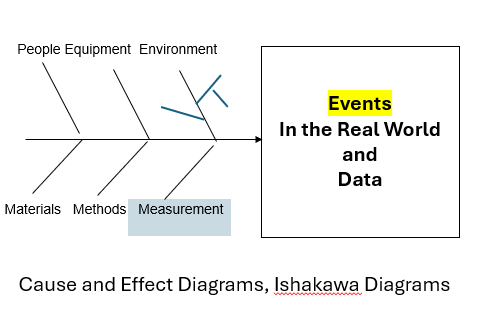 People Equipment Environment
Events
In the Real World
and
Data
Materials Methods Measurement
Cause and Effect Diagrams, Ishakawa Diagrams